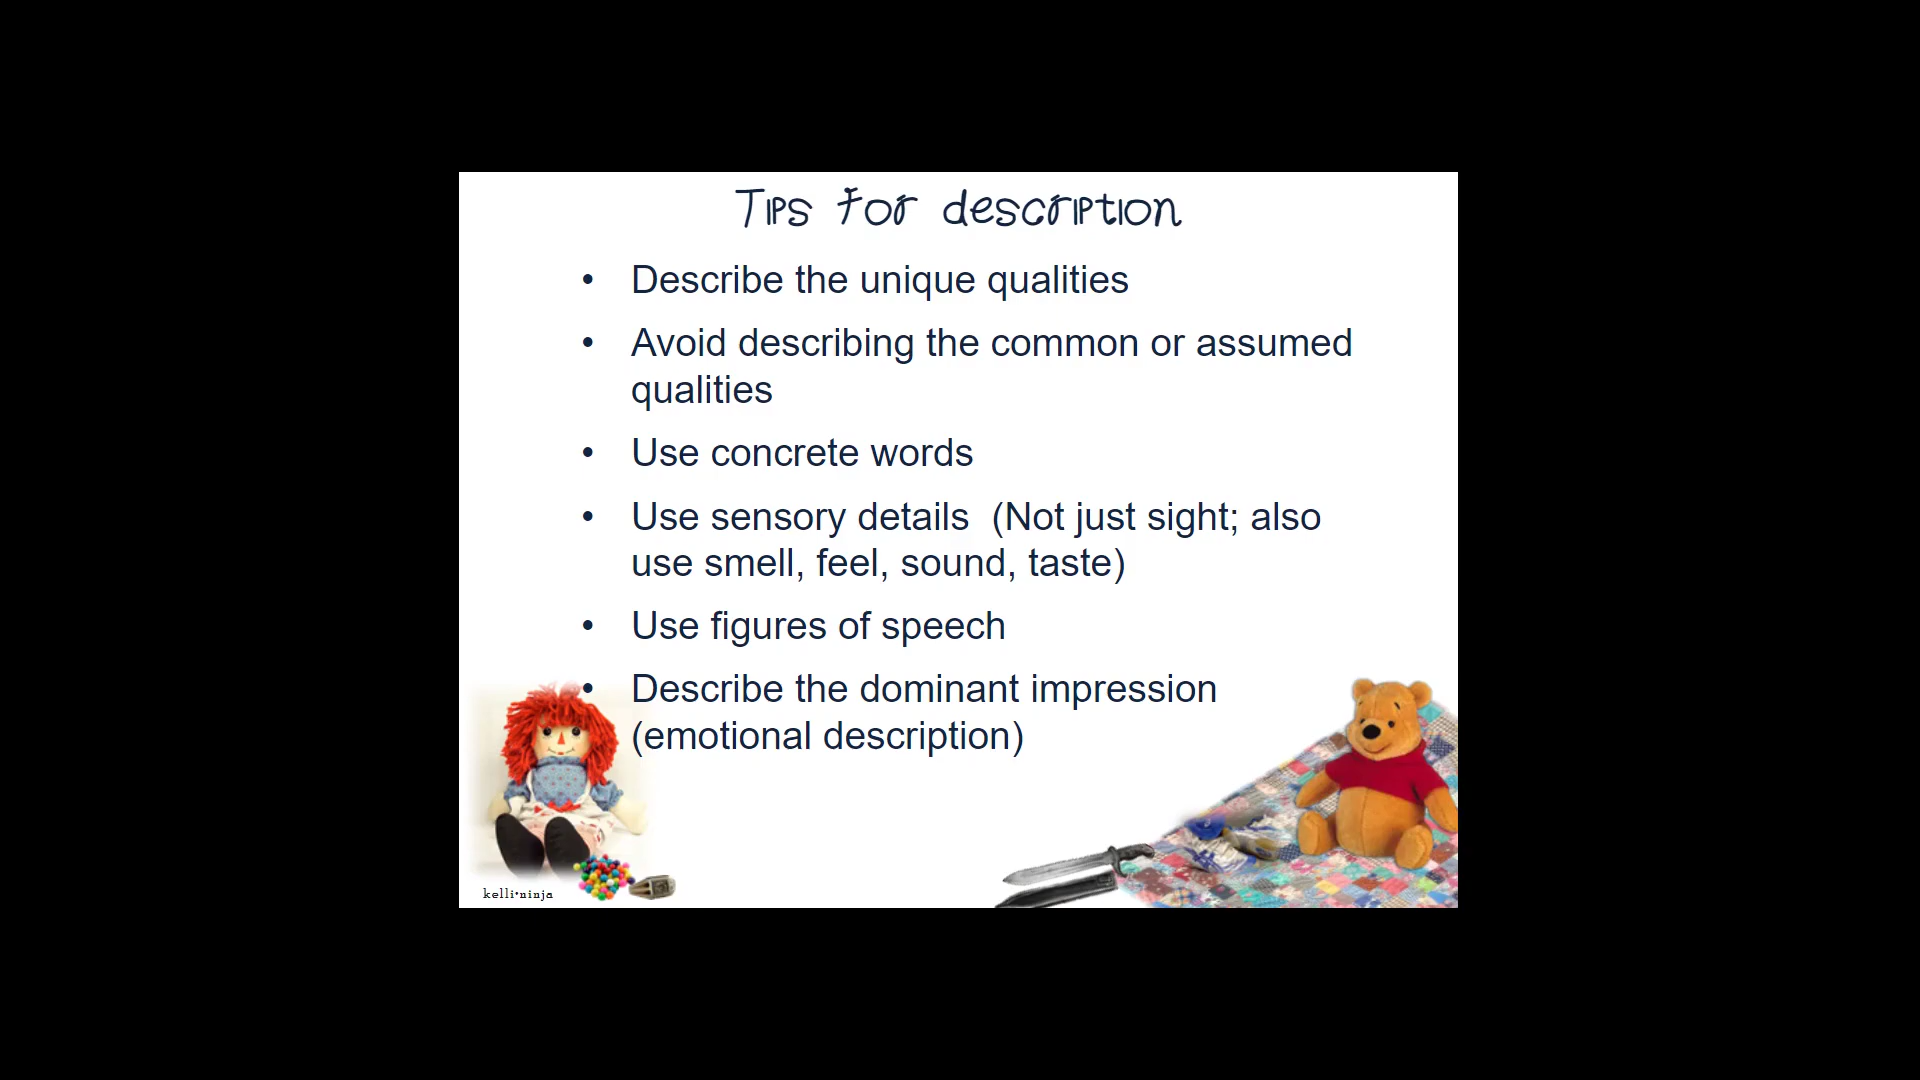 Tips for description
• Describe the unique qualities
• Avoid describing the common or assumed
qualities
• Use concrete words
• Use sensory details  (Not just sight; also
use smell, feel, sound, taste)
• Use figures of speech
• Describe the dominant impression
(emotional description)
kelli•ninja